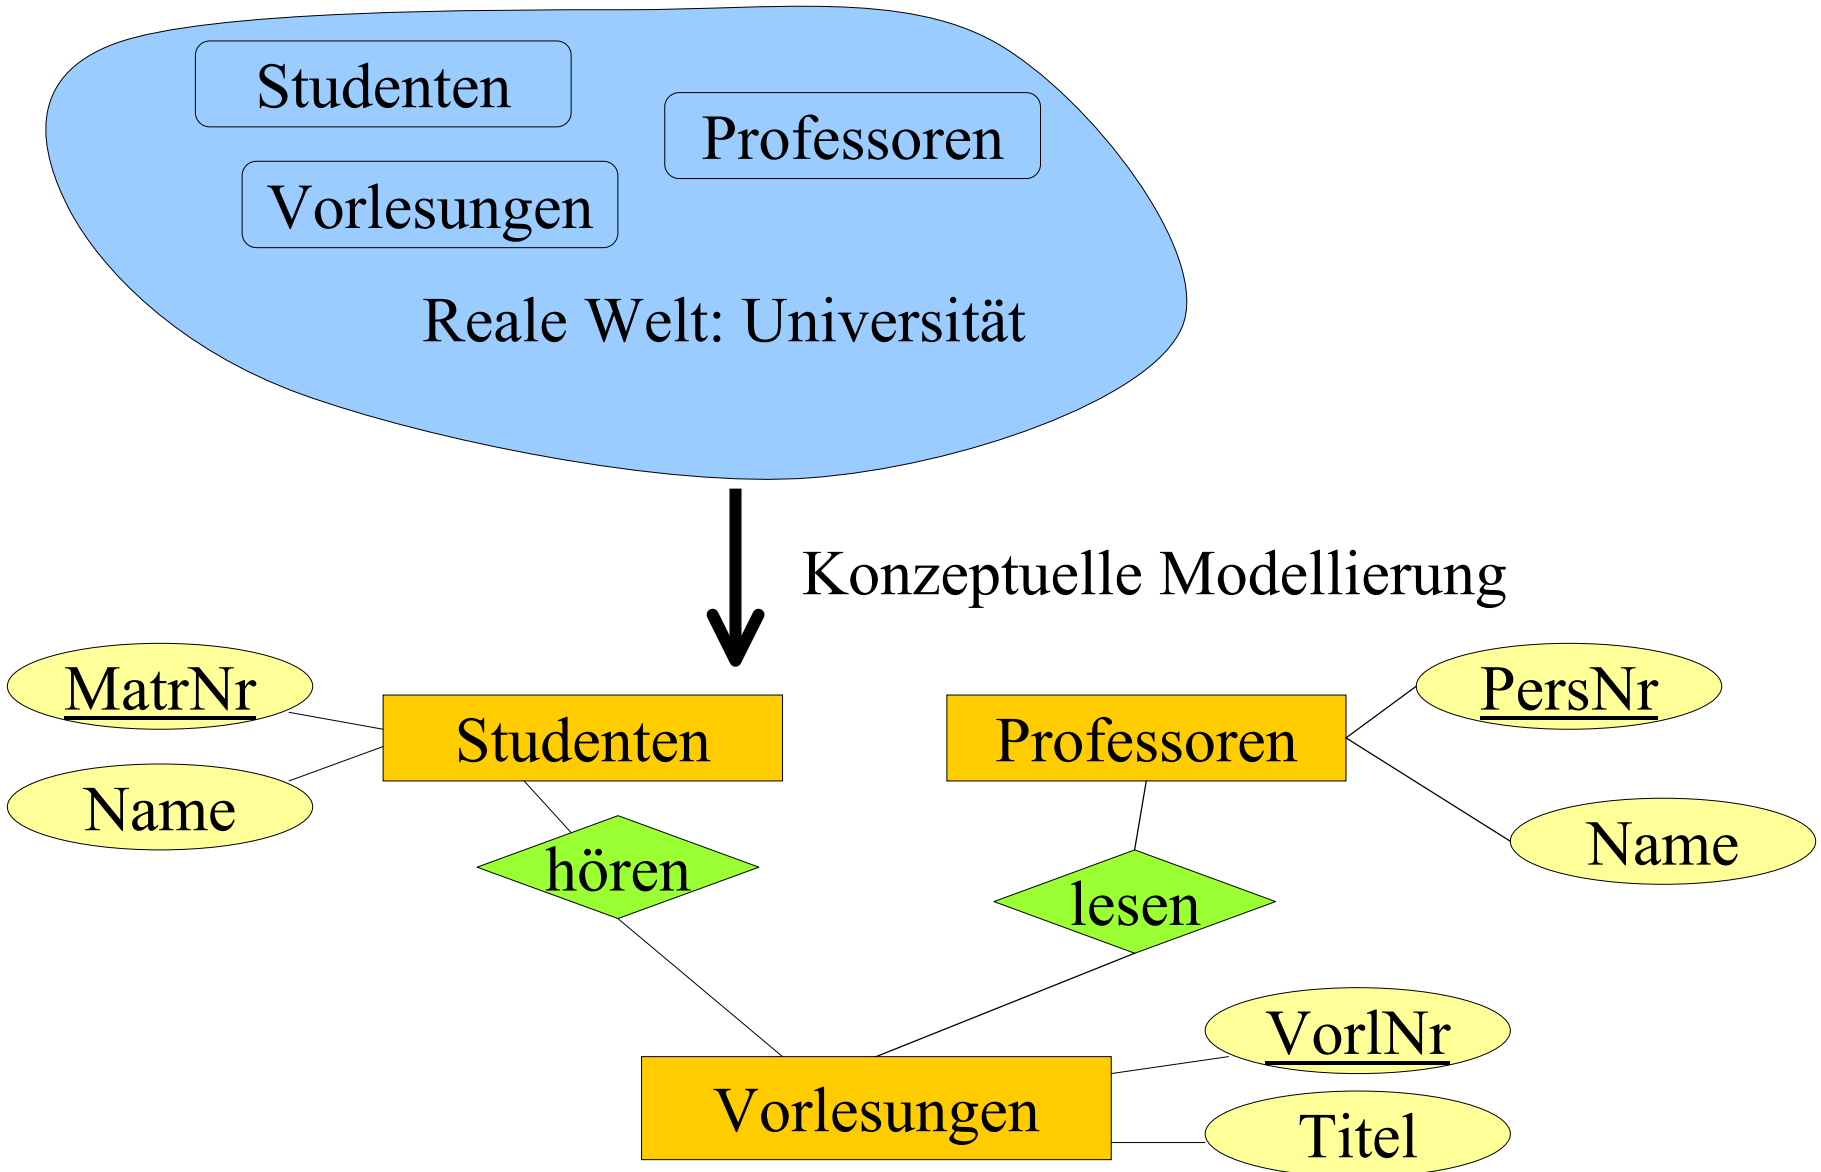 Studenten
Professoren
Vorlesungen
Reale Welt: Universität
Konzeptuelle Modellierung
MatrNr
PersNr
Studenten
Professoren
Name
Name
hören
lesen
VorlNr
Vorlesungen
Titel